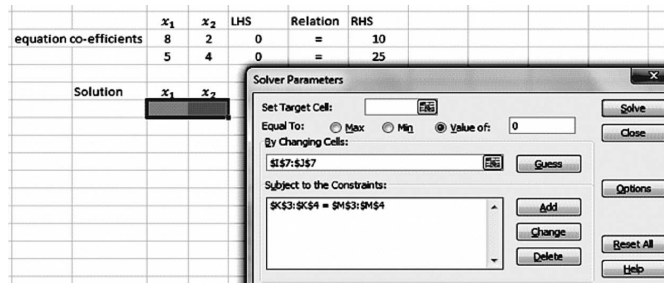 x₁ x₂ LHS Relation RHS
equation co-efficients 8 2 0 = 10
5 4 0 = 25
Solution x₁ x₂
Solver Parameters
Set Target Cell:
Equal To: Max Min Value of: 0
By Changing Cells:
$I$7:$J$7
Guess
Subject to the Constraints:
$K$3:$K$4 = $M$3:$M$4
Add
Change
Delete
Solve
Close
Options
Reset All
Help